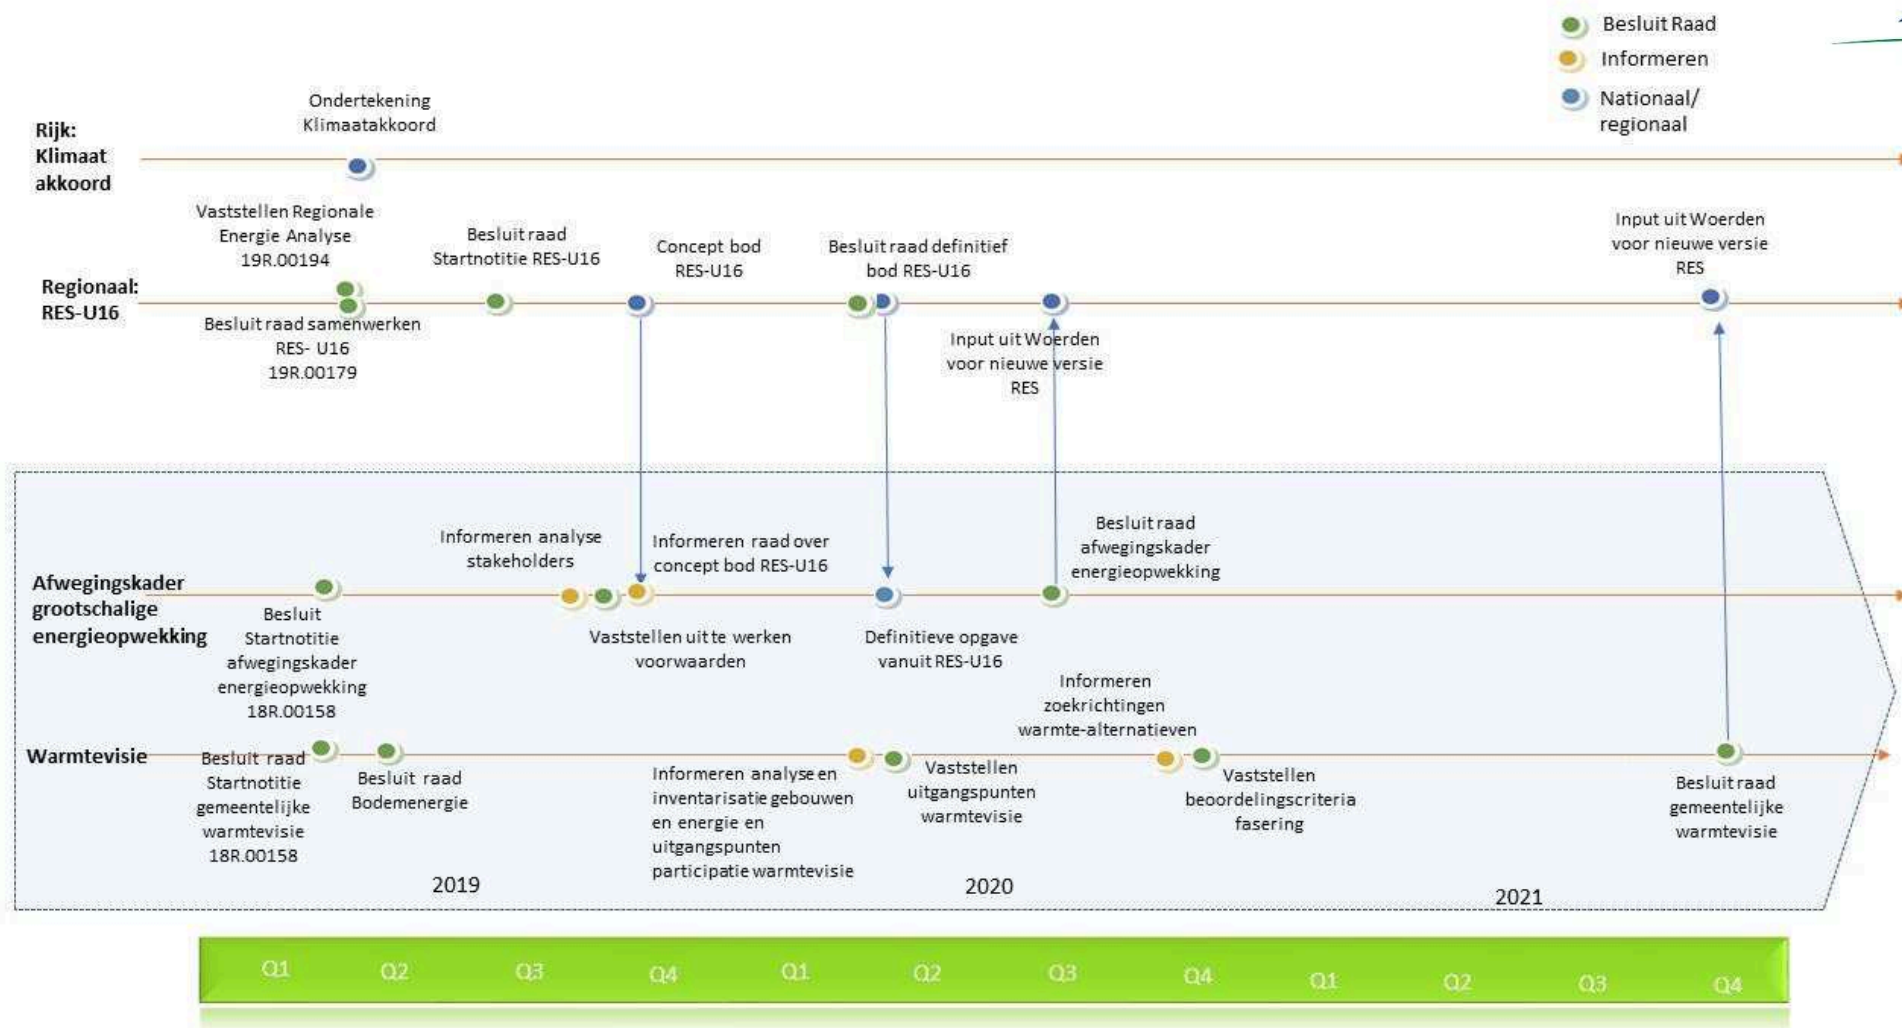 Besluit Raad
Informeren
Nationaal/
regionaal
Rijk:
Klimaat
akkoord
Ondertekening
Klimaatakkoord
Regionaal:
RES-U16
Vaststellen Regionale
Energie Analyse
19R.00194
Besluit raad samenwerken
RES- U16
19R.00179
Besluit raad
Startnotitie RES-U16
Concept bod
RES-U16
Besluit raad definitief
bod RES-U16
Input uit Woerden
voor nieuwe versie
RES
Input uit Woerden
voor nieuwe versie
RES
Afwegingskader
grootschalige
energieopwekking
Besluit
Startnotitie
afwegingskader
energieopwekking
18R.00158
Informeren analyse
stakeholders
Vaststellen uit te werken
voorwaarden
Informeren raad over
concept bod RES-U16
Definitieve opgave
vanuit RES-U16
Besluit raad
afwegingskader
energieopwekking
Warmtevisie
Besluit raad
Startnotitie
gemeentelijke
warmtevisie
18R.00158
Besluit raad
Bodemenergie
Informeren analyse en
inventarisatie gebouwen
en energie en
uitgangspunten
participatie warmtevisie
Vaststellen
uitgangspunten
warmtevisie
Informeren
zoekrichtingen
warmte-alternatieven
Vaststellen
beoordelingscriteria
fasering
Besluit raad
gemeentelijke
warmtevisie
2019
2020
2021
Q1 Q2 Q3 Q4 Q1 Q2 Q3 Q4 Q1 Q2 Q3 Q4